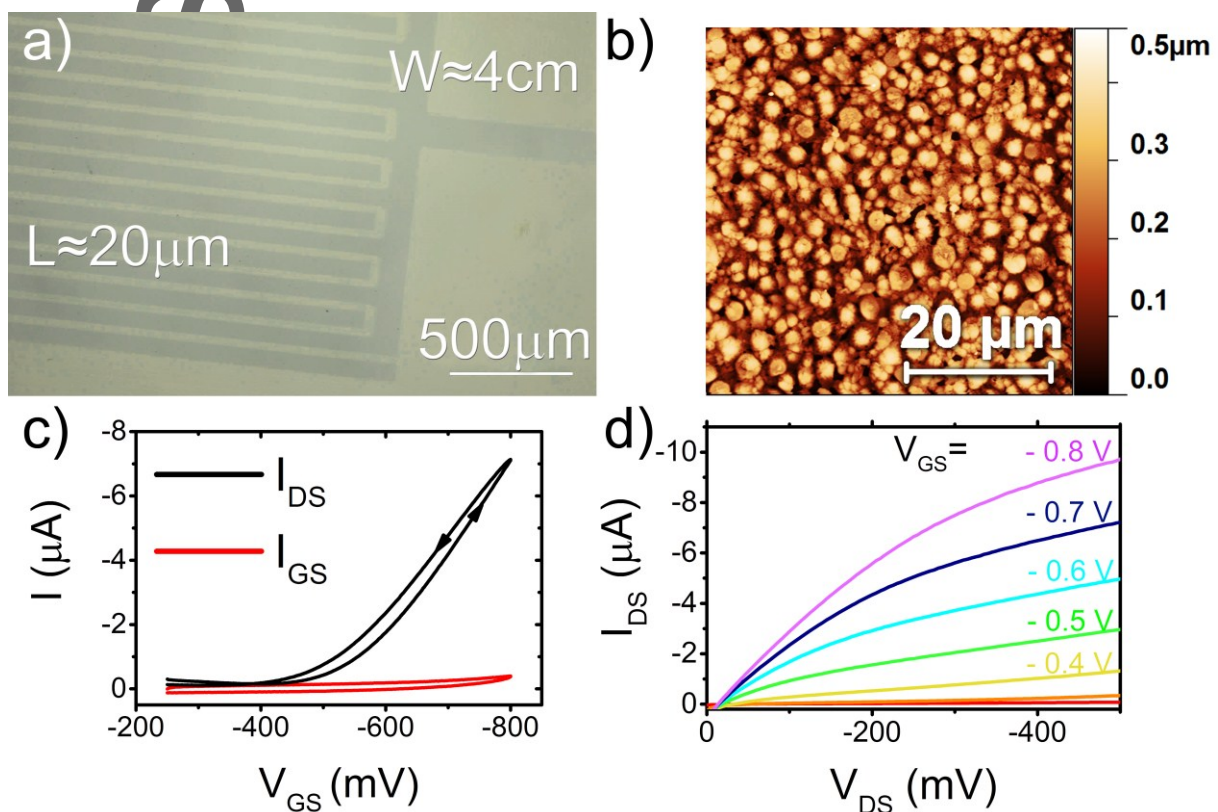 a)
W≈4cm
L≈20μm
500μm
b)
0.5μm
0.3
0.2
0.1
0.0
20 μm
c)
-8
-6
-4
-2
0
I (μA)
I_DS
I_GS
-200
-400
-600
-800
V_GS (mV)
d)
-10
-8
-6
-4
-2
0
I_DS (μA)
V_GS=
- 0.8 V
- 0.7 V
- 0.6 V
- 0.5 V
- 0.4 V
0
-200
-400
V_DS (mV)